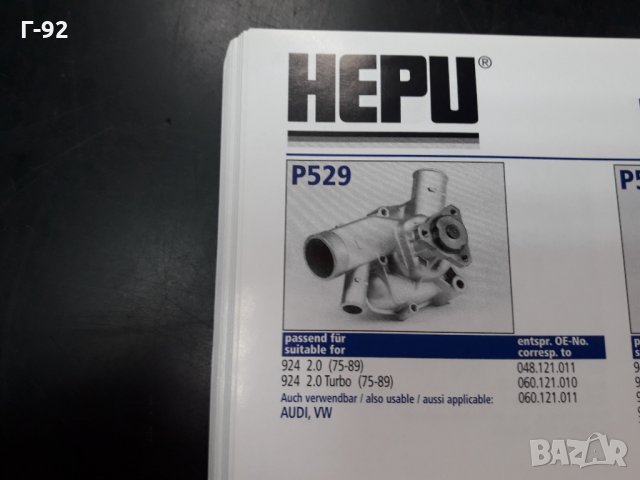 Г-92
HEPU®
P529
passend für
suitable for
entspr. OE-No.
corresp. to
924 2.0 (75-89)
048.121.011
924 2.0 Turbo (75-89)
060.121.010
Auch verwendbar / also usable / aussi applicable:
060.121.011
AUDI, VW
bazar